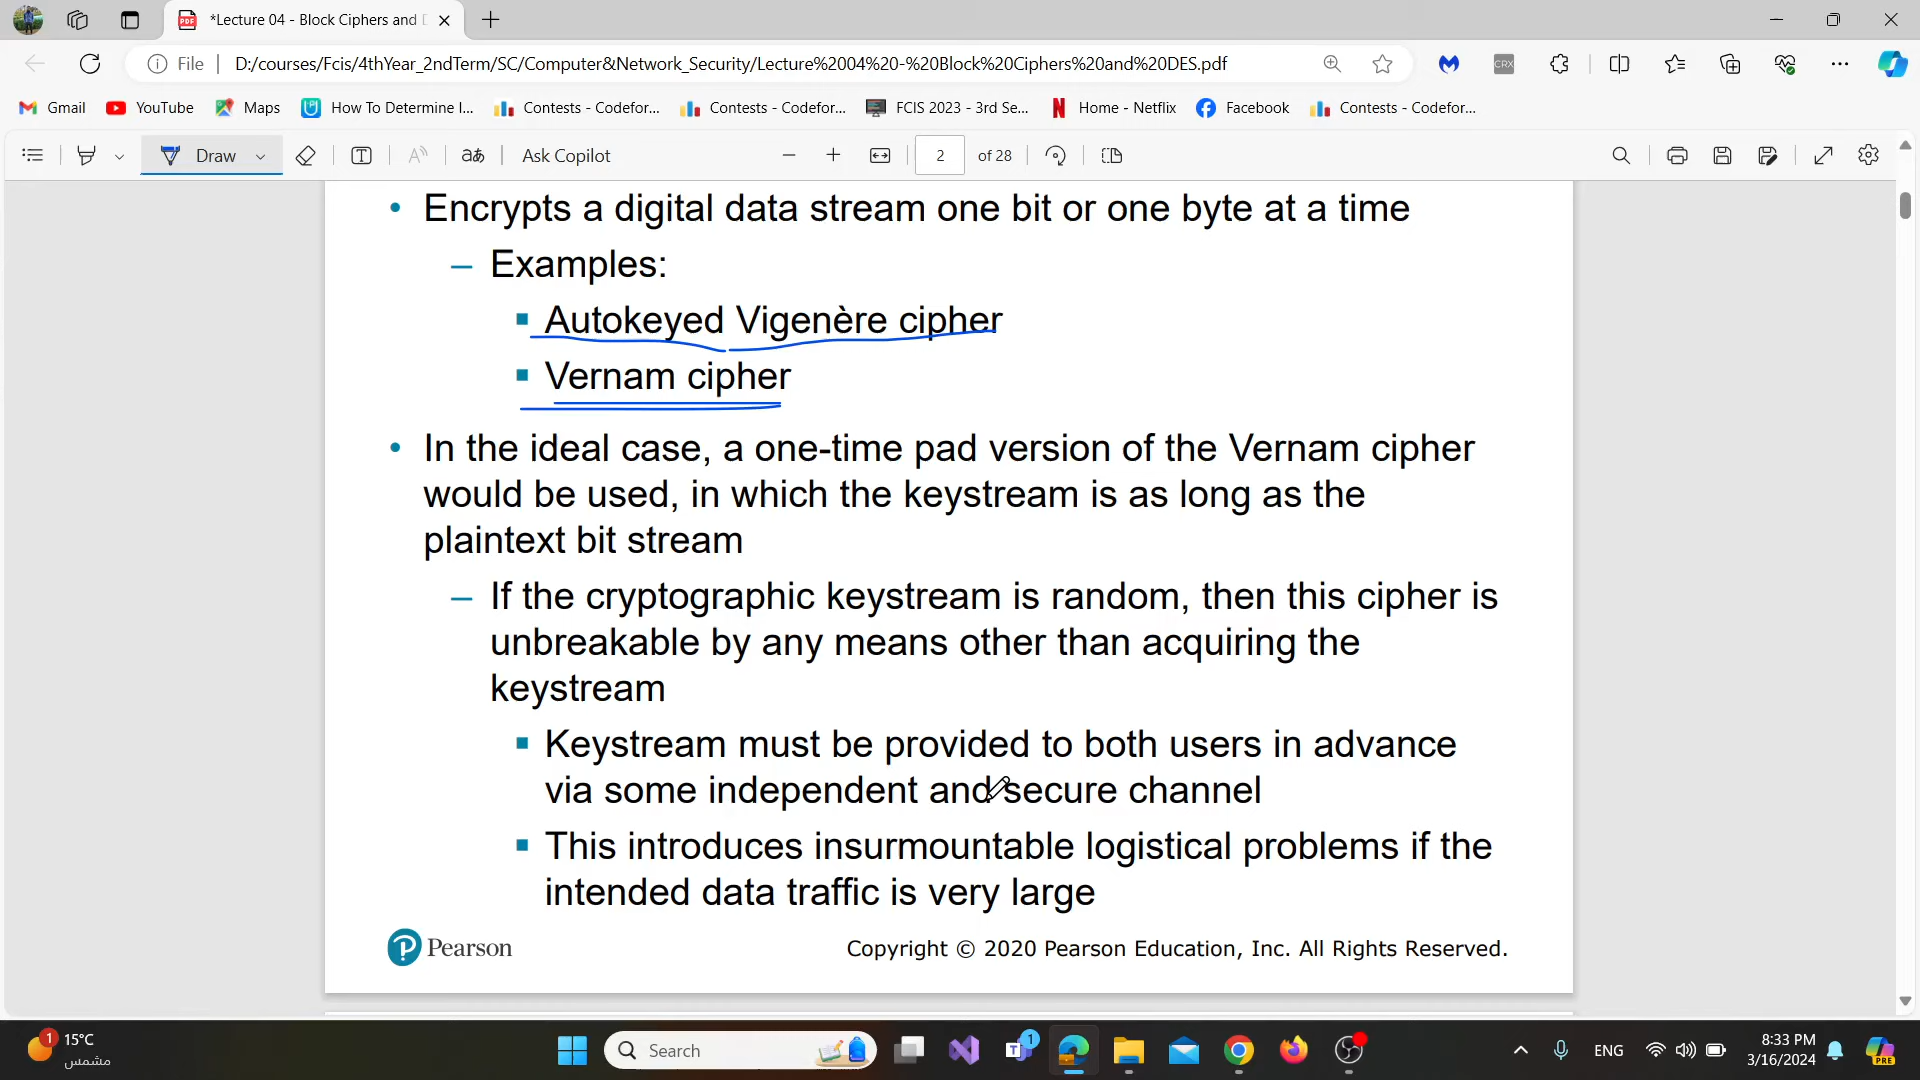 *Lecture 04 - Block Ciphers and D
File
D:/courses/Fcis/4thYear_2ndTerm/SC/Computer&Network_Security/Lecture%2004%20-%20Block%20Ciphers%20and%20DES.pdf
CRX
Gmail YouTube Maps How To Determine I... Contests - Codefor... Contests - Codefor... FCIS 2023 - 3rd Se... Home - Netflix Facebook Contests - Codefor...
Draw aあ Ask Copilot 2 of 28
• Encrypts a digital data stream one bit or one byte at a time
– Examples:
▪ Autokeyed Vigenère cipher
▪ Vernam cipher
• In the ideal case, a one-time pad version of the Vernam cipher
would be used, in which the keystream is as long as the
plaintext bit stream
– If the cryptographic keystream is random, then this cipher is
unbreakable by any means other than acquiring the
keystream
▪ Keystream must be provided to both users in advance
via some independent and secure channel
▪ This introduces insurmountable logistical problems if the
intended data traffic is very large
Pearson
Copyright © 2020 Pearson Education, Inc. All Rights Reserved.
1
15°C
مشمس
Search
1
ENG
8:33 PM
3/16/2024
PRE